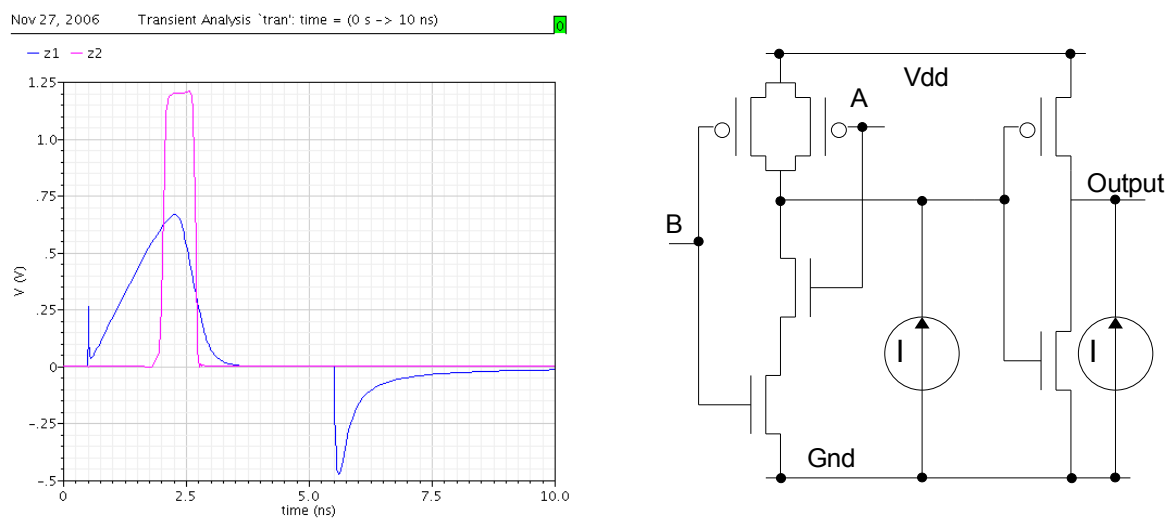 Nov 27, 2006 Transient Analysis `tran': time = (0 s -> 10 ns) 0
z1 z2
1.25
1.0
.75
.5
.25
0
-.25
-.5
V (V)
0 2.5 5.0 7.5 10.0
time (ns)
Vdd
A
Output
B
I I
Gnd